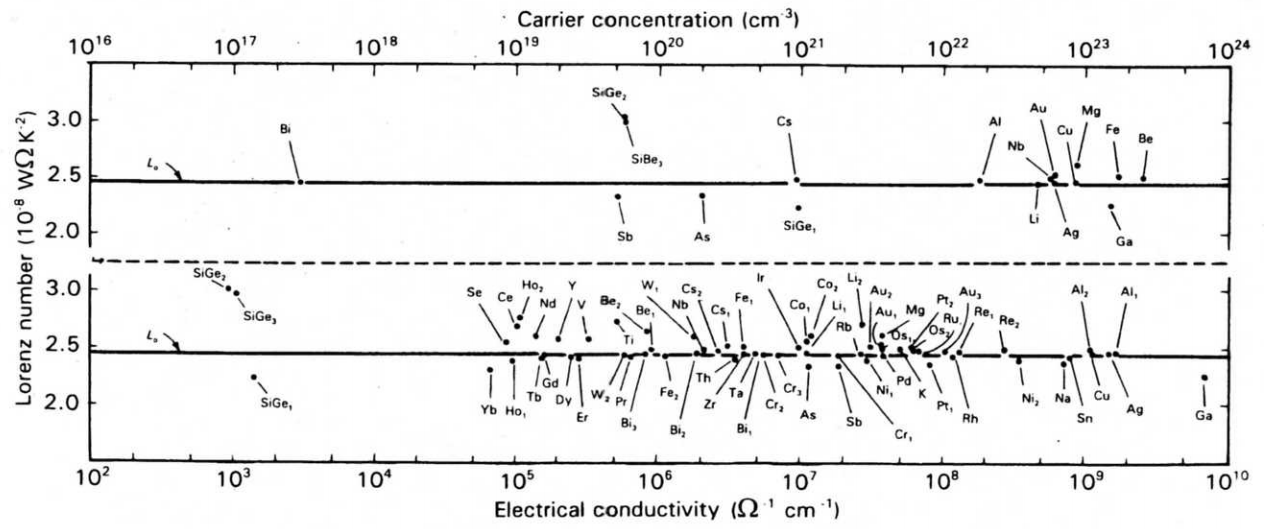 Carrier concentration (cm⁻³)
10¹⁶ 10¹⁷ 10¹⁸ 10¹⁹ 10²⁰ 10²¹ 10²² 10²³ 10²⁴
Lorenz number (10⁻⁸ WΩK⁻²)
3.0
2.5
2.0
SiGe₂
Au Mg
Bi Cs Al Cu Fe Be
Nb
SiBe₃
L₀
Sb As SiGe₁ Li Ag Ga
3.0
2.5
2.0
SiGe₂
SiGe₃
L₀
SiGe₁
Se Ce Ho₂ Nd Y V Be₂ Ti Be₁ W₁ Nb Cs₂ Cs₁ Fe₁ Ir Co₁ Co₂ Li₁ Li₂ Rb Au₂ Au₁ Mg Os₁ Pt₂ Os₂ Ru Au₃ Re₁ Re₂ Al₂ Al₁
Yb Ho₁ Tb Gd Dy Er W₂ Pr Bi₃ Fe₂ Bi₂ Th Zr Ta Bi₁ Cr₂ Cr₃ As Sb Cr₁ Ni₁ Pd K Pt₁ Rh Ni₂ Na Sn Cu Ag Ga
10² 10³ 10⁴ 10⁵ 10⁶ 10⁷ 10⁸ 10⁹ 10¹⁰
Electrical conductivity (Ω⁻¹ cm⁻¹)